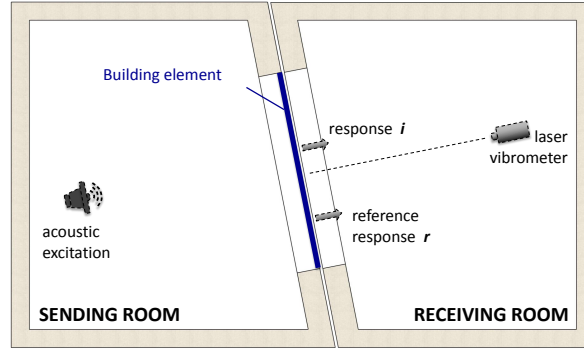 Building element
response i
laser
vibrometer
reference
response r
acoustic
excitation
SENDING ROOM
RECEIVING ROOM